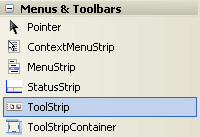 Menus & Toolbars
Pointer
ContextMenuStrip
MenuStrip
StatusStrip
ToolStrip
ToolStripContainer